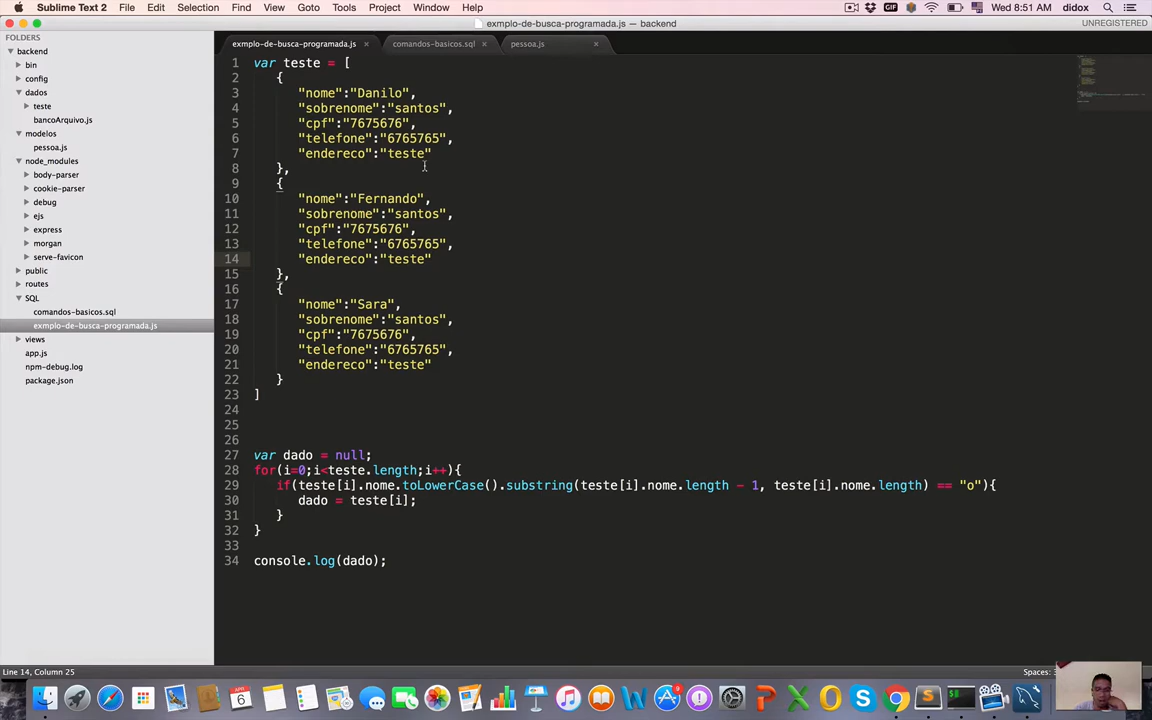 Sublime Text 2 File Edit Selection Find View Goto Tools Project Window Help Wed 8:51 AM didox
exmplo-de-busca-programada.js — backend UNREGISTERED
FOLDERS
backend
bin
config
dados
teste
bancoArquivo.js
modelos
pessoa.js
node_modules
body-parser
cookie-parser
debug
ejs
express
morgan
serve-favicon
public
routes
SQL
comandos-basicos.sql
exmplo-de-busca-programada.js
views
app.js
npm-debug.log
package.json
exmplo-de-busca-programada.js × comandos-basicos.sql × pessoa.js ×
1 var teste = [
2 {
3 "nome":"Danilo",
4 "sobrenome":"santos",
5 "cpf":"7675676",
6 "telefone":"6765765",
7 "endereco":"teste"
8 },
9 {
10 "nome":"Fernando",
11 "sobrenome":"santos",
12 "cpf":"7675676",
13 "telefone":"6765765",
14 "endereco":"teste"
15 },
16 {
17 "nome":"Sara",
18 "sobrenome":"santos",
19 "cpf":"7675676",
20 "telefone":"6765765",
21 "endereco":"teste"
22 }
23 ]
24
25
26
27 var dado = null;
28 for(i=0;i<teste.length;i++){
29 if(teste[i].nome.toLowerCase().substring(teste[i].nome.length - 1, teste[i].nome.length) == "o"){
30 dado = teste[i];
31 }
32 }
33
34 console.log(dado);
Line 14, Column 25 Spaces: